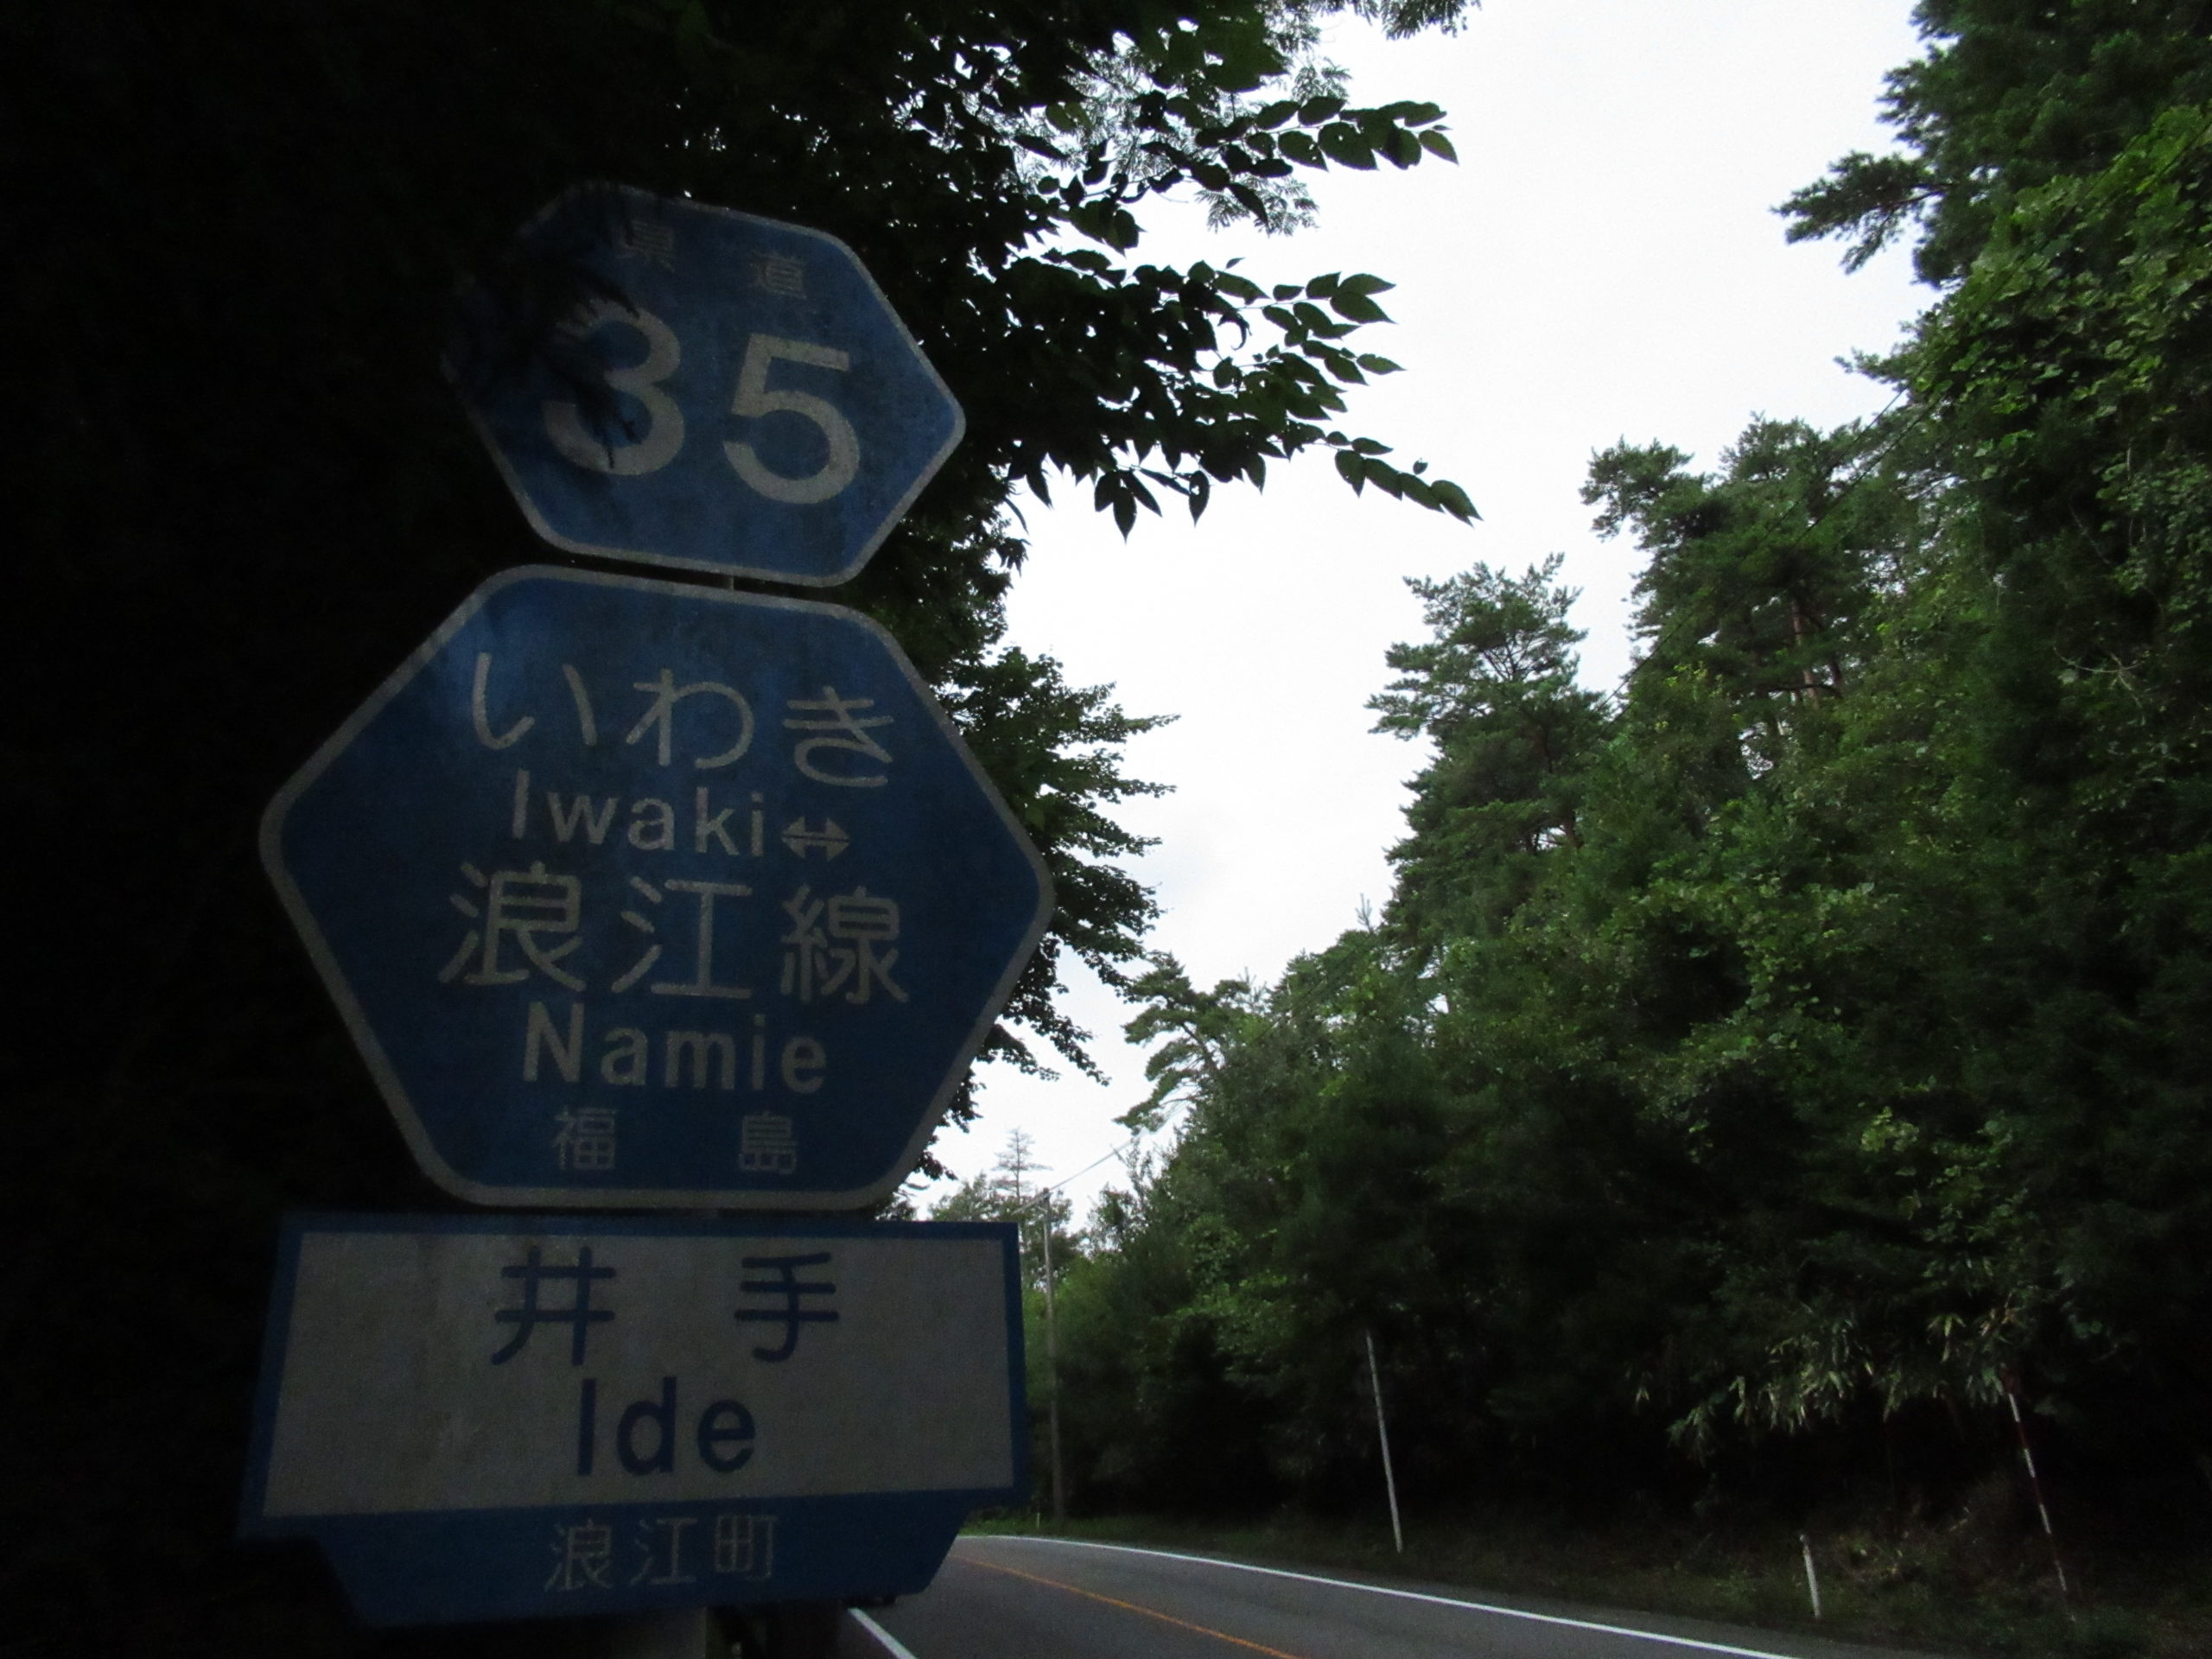 県道
35
いわき
Iwaki↔
浪江線
Namie
福島
井手
Ide
浪江町